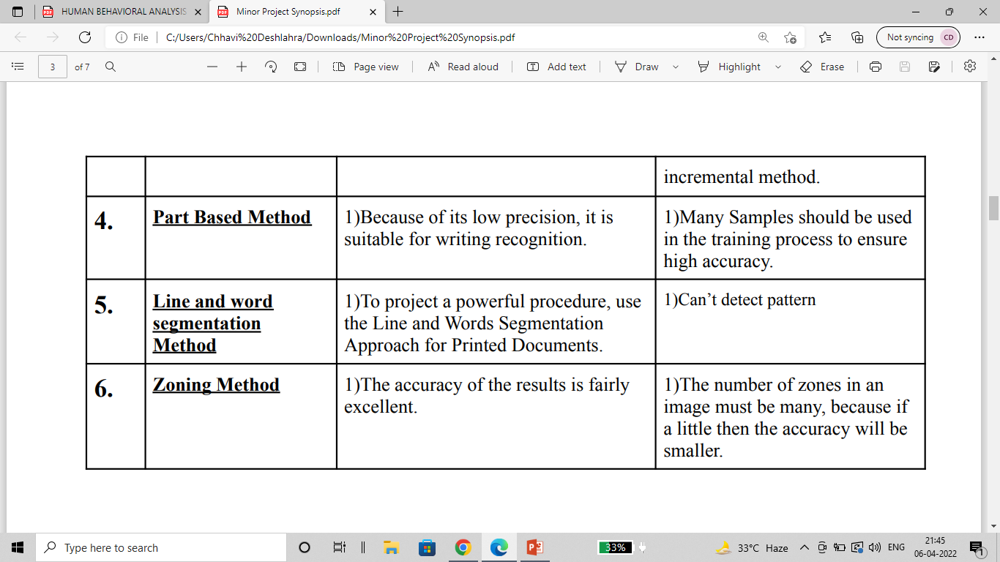 HUMAN BEHAVIORAL ANALYSIS
Minor Project Synopsis.pdf
File
C:/Users/Chhavi%20Deshlahra/Downloads/Minor%20Project%20Synopsis.pdf
Not syncing
CD
3
of 7
Page view
Read aloud
Add text
Draw
Highlight
Erase
incremental method.
4.
Part Based Method
1)Because of its low precision, it is
suitable for writing recognition.
1)Many Samples should be used
in the training process to ensure
high accuracy.
5.
Line and word
segmentation
Method
1)To project a powerful procedure, use
the Line and Words Segmentation
Approach for Printed Documents.
1)Can’t detect pattern
6.
Zoning Method
1)The accuracy of the results is fairly
excellent.
1)The number of zones in an
image must be many, because if
a little then the accuracy will be
smaller.
Type here to search
33%
33°C Haze
ENG
21:45
06-04-2022
1